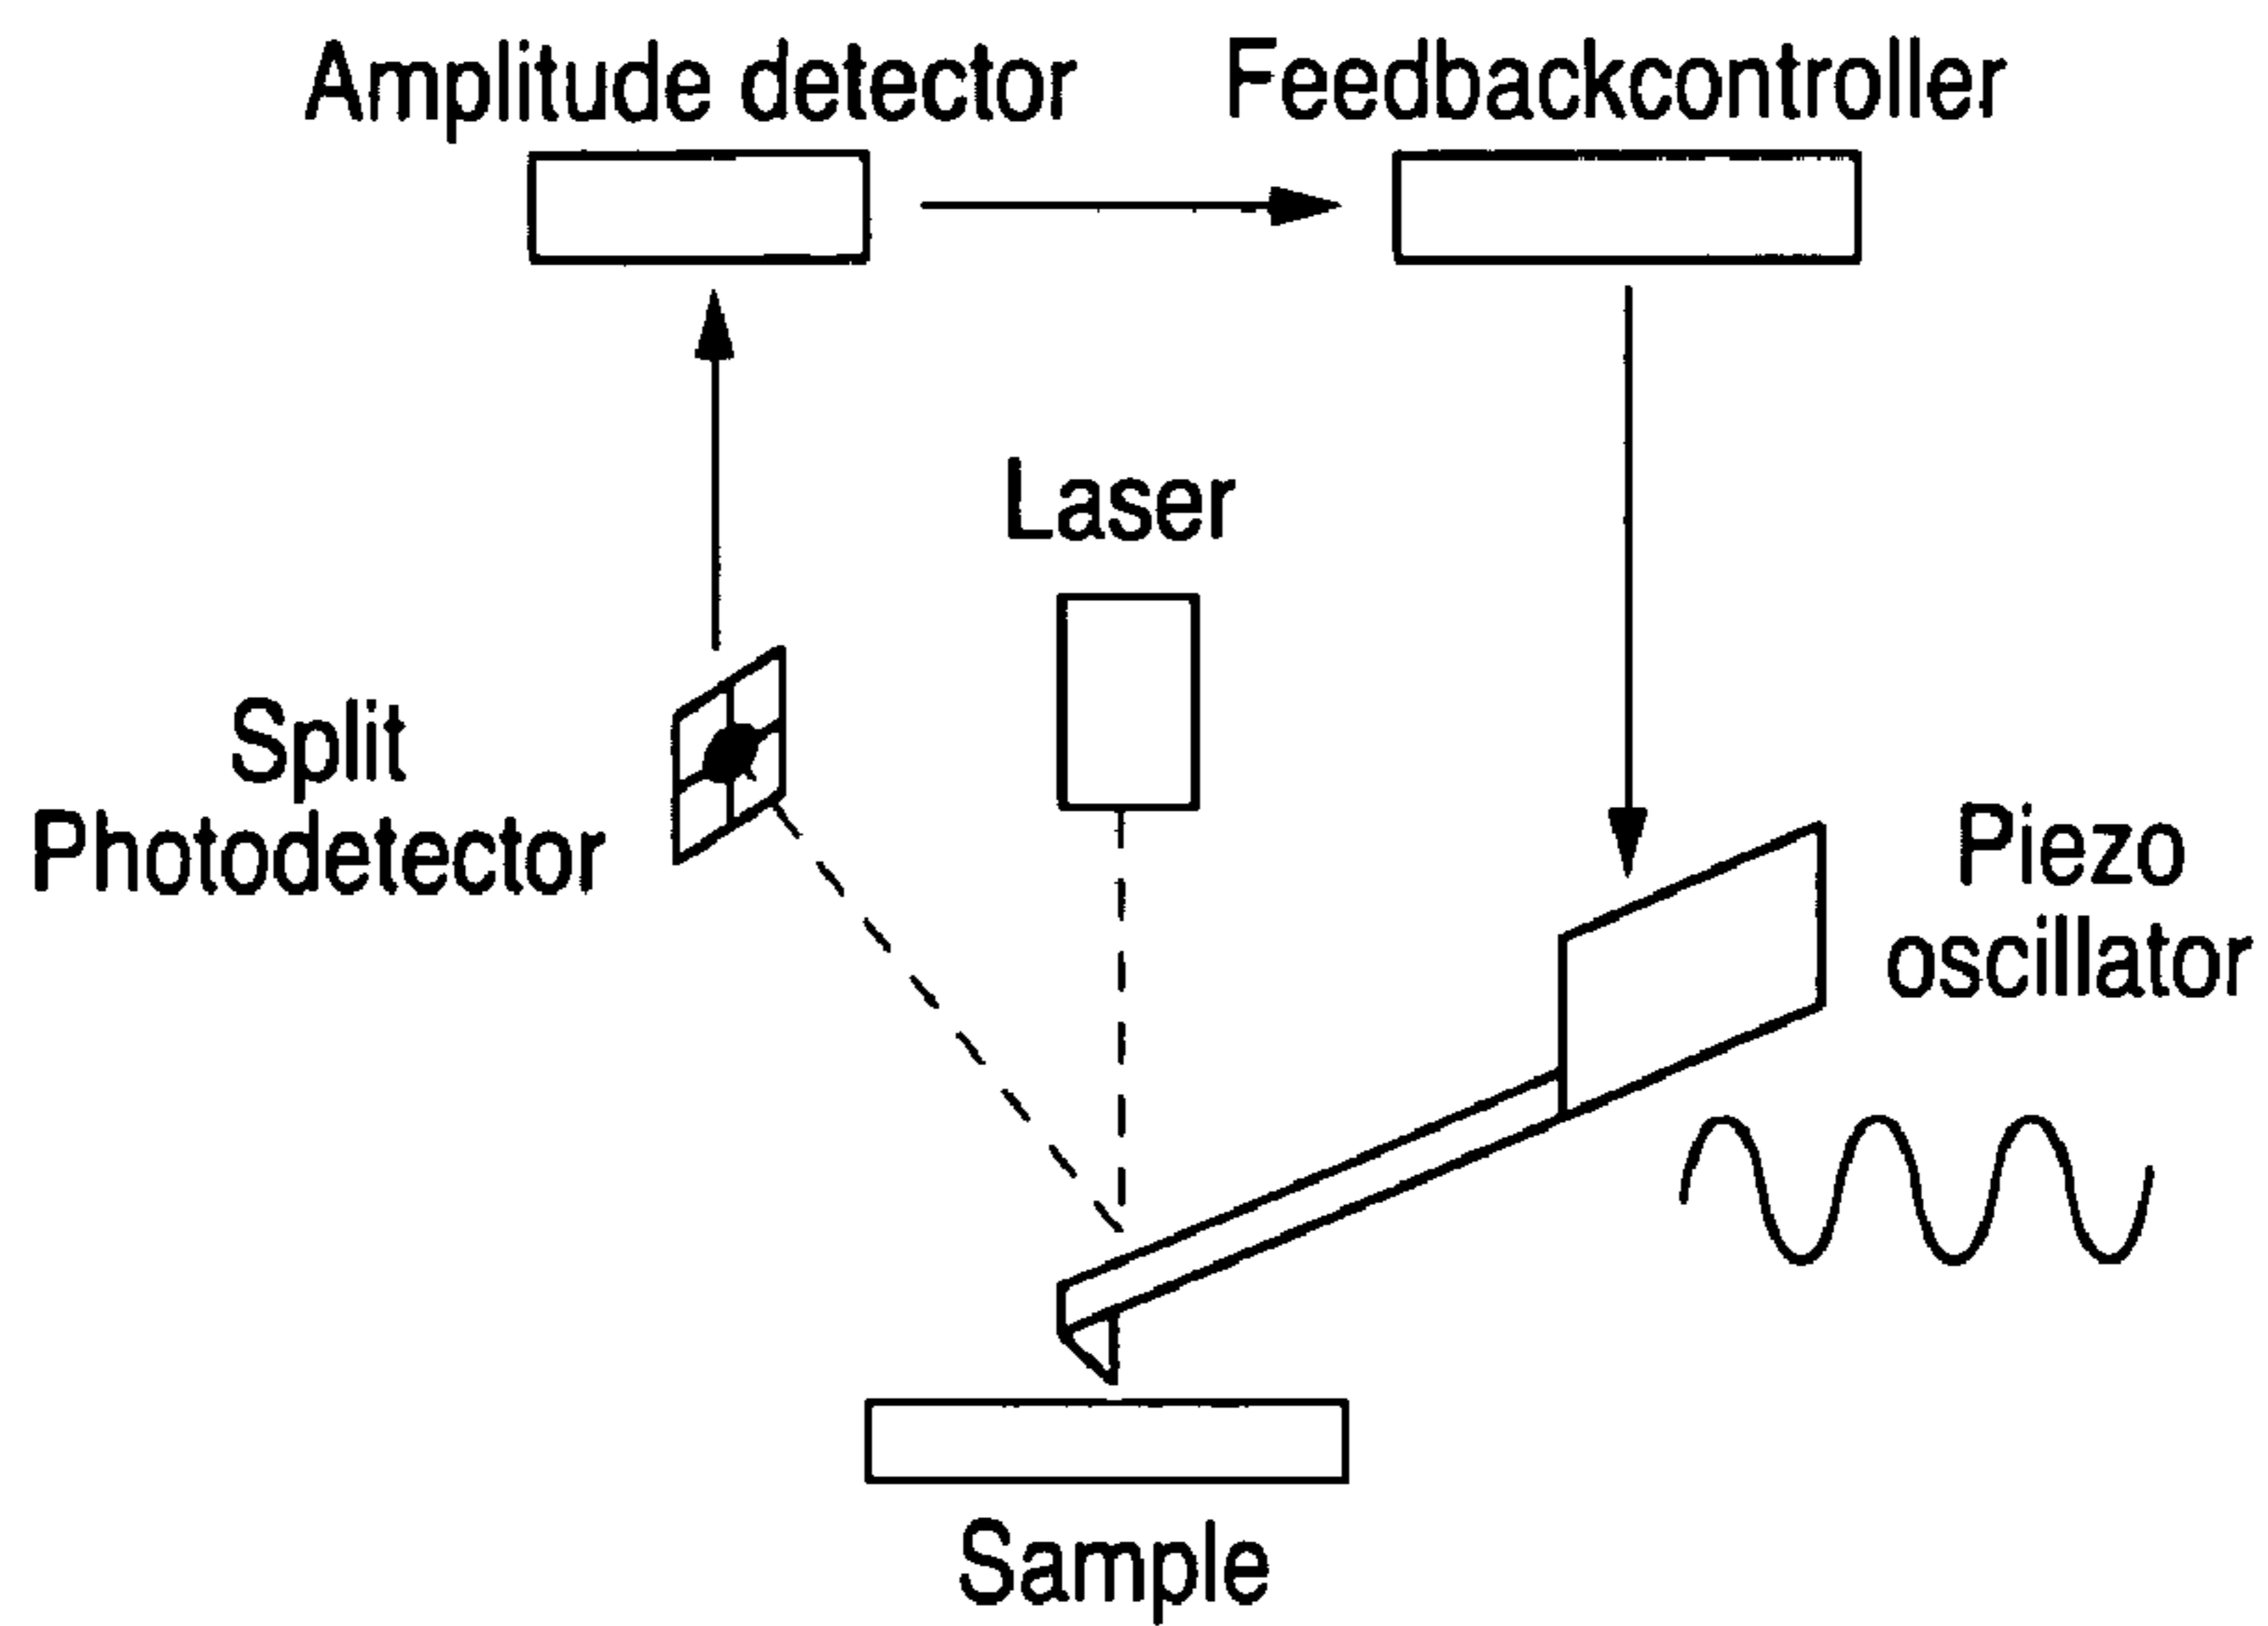 Amplitude detector
Feedbackcontroller
Laser
Split
Photodetector
Piezo
oscillator
Sample